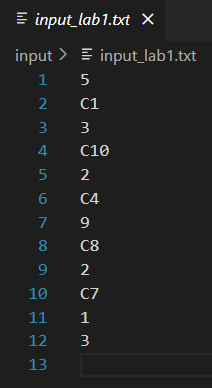 input_lab1.txt
input > input_lab1.txt
1 5
2 C1
3 3
4 C10
5 2
6 C4
7 9
8 C8
9 2
10 C7
11 1
12 3
13